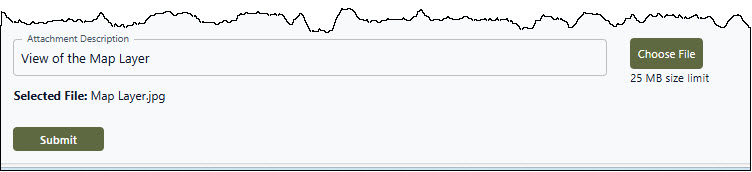 Attachment Description
View of the Map Layer
Choose File
25 MB size limit
Selected File: Map Layer.jpg
Submit